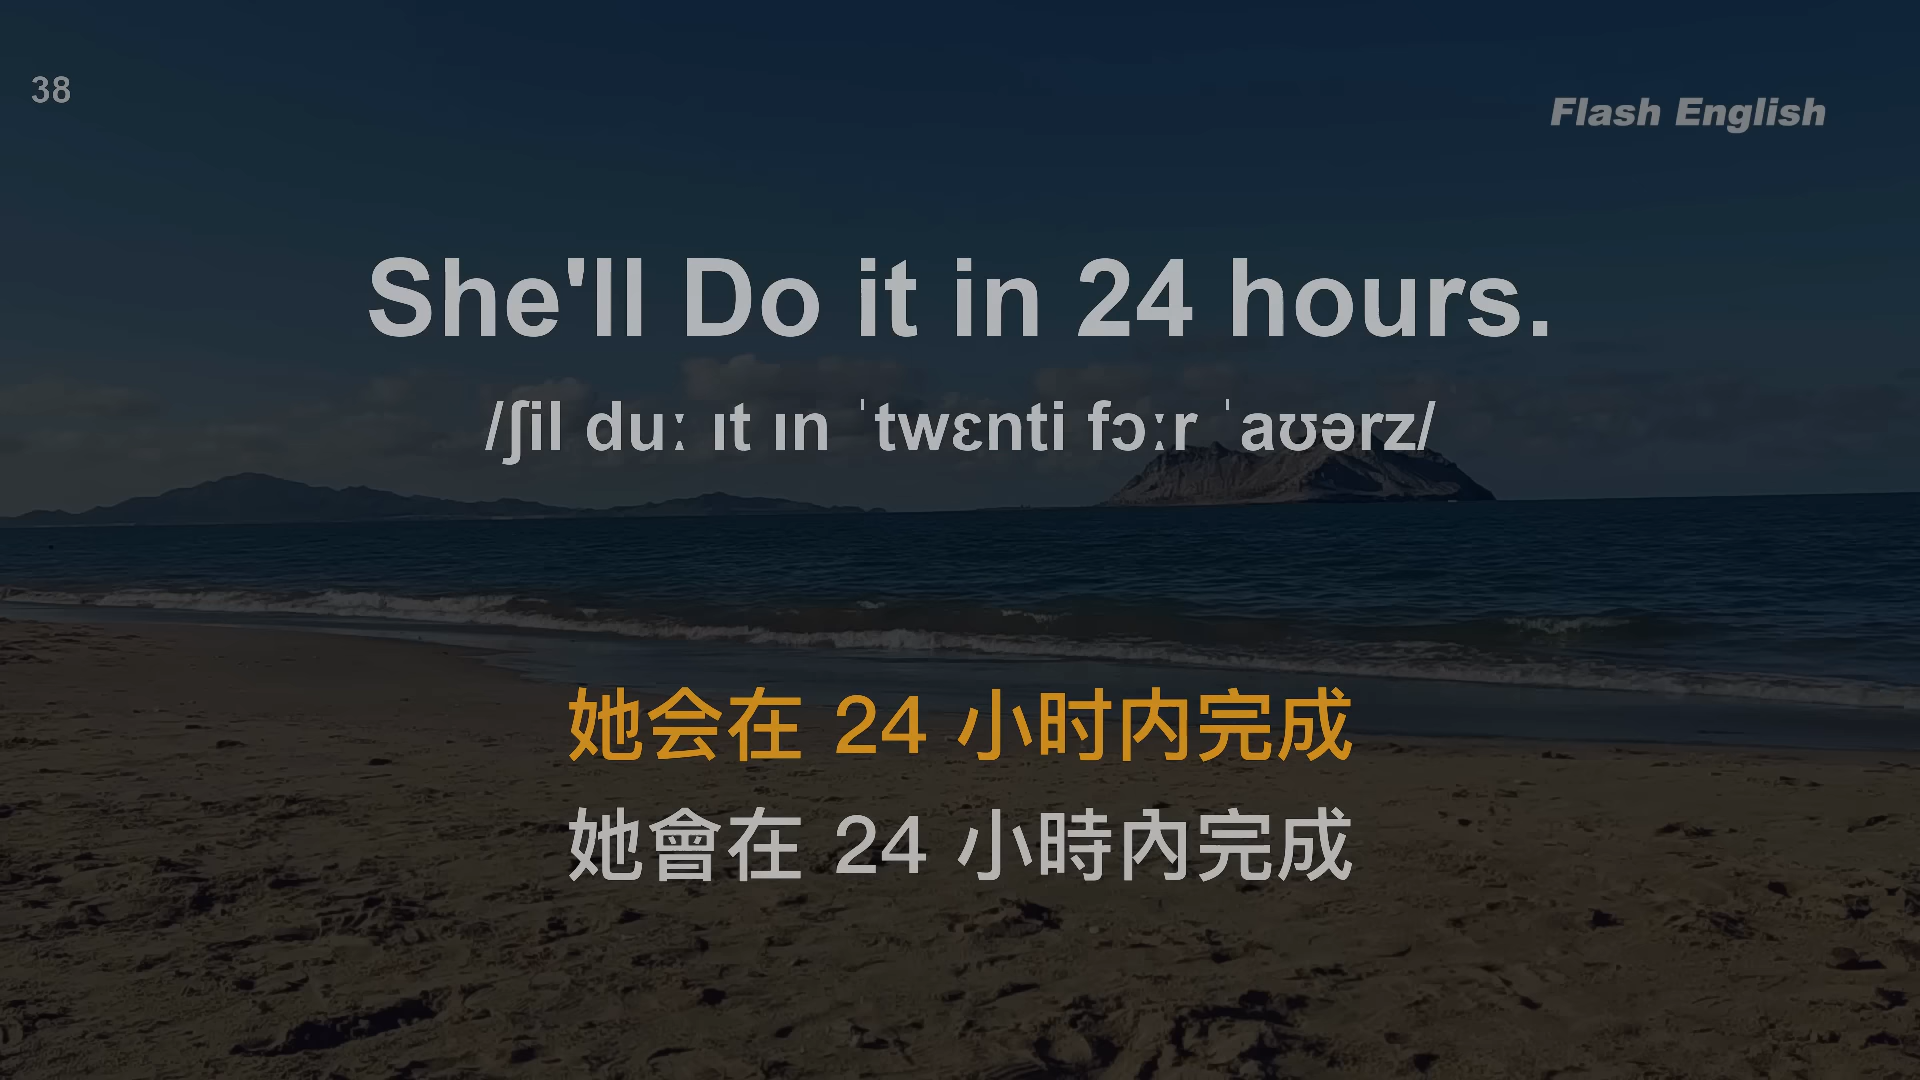 38
Flash English
She'll Do it in 24 hours.
/ʃil duː ɪt ɪn ˈtwɛnti fɔːr ˈaʊərz/
她会在 24 小时内完成
她會在 24 小時內完成